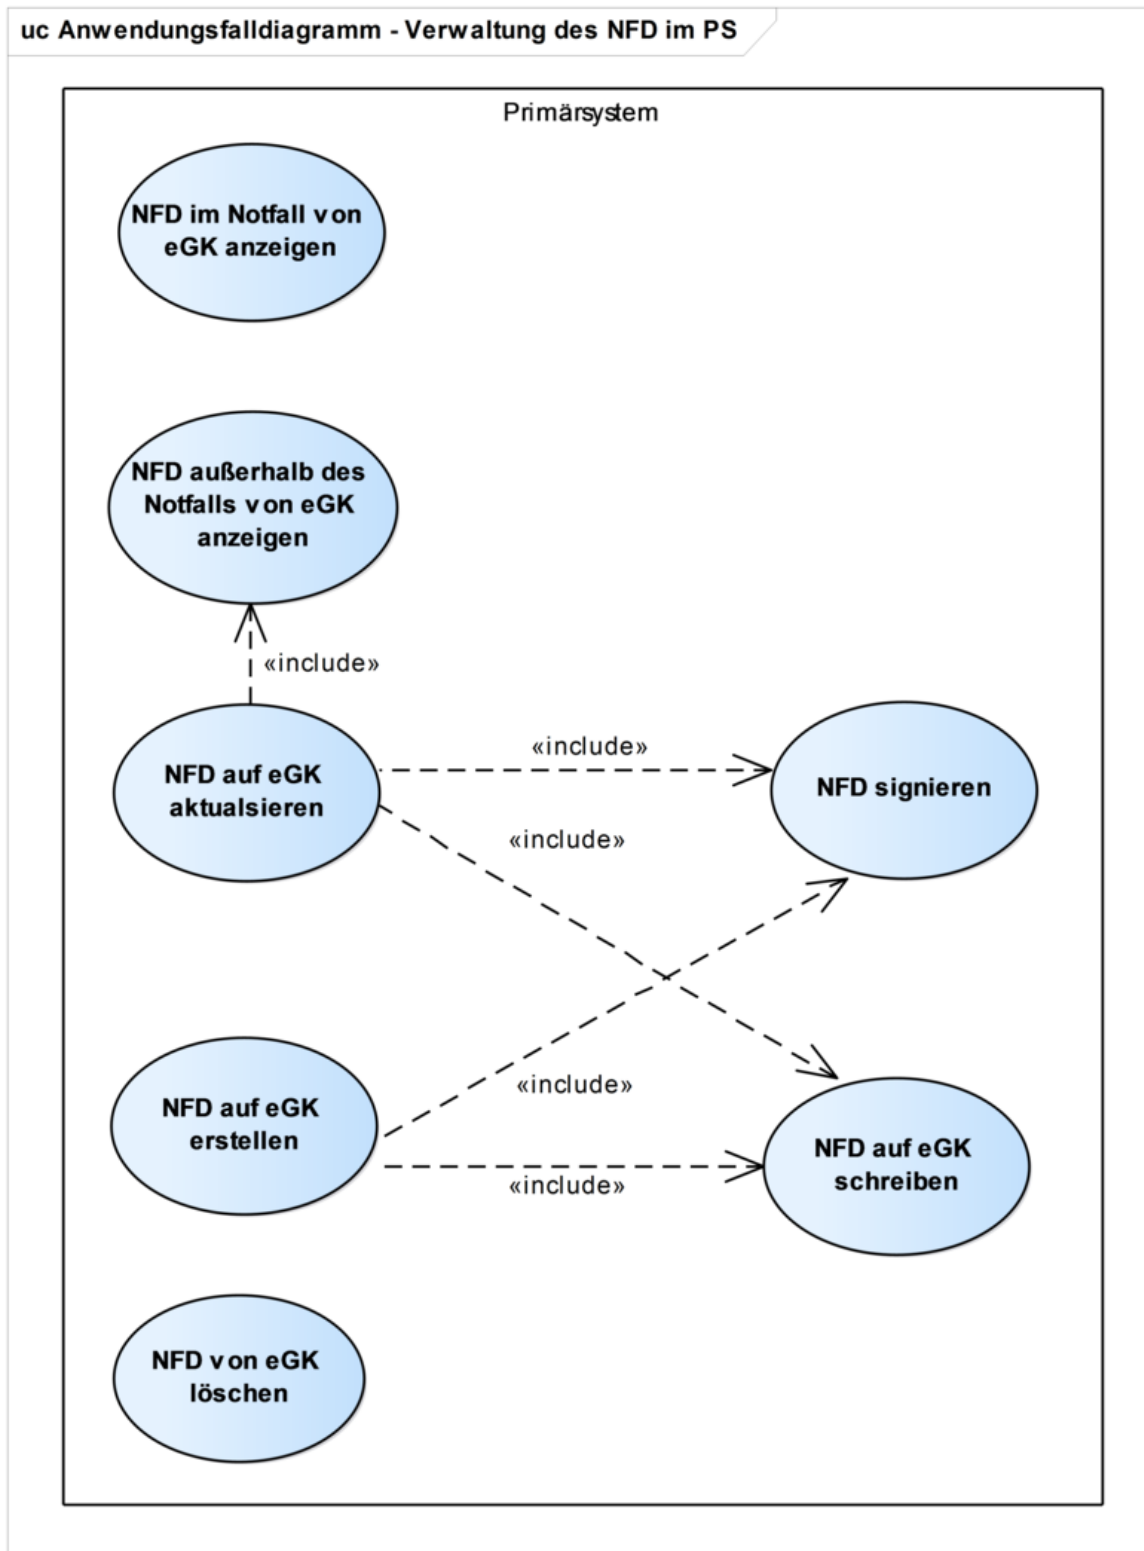 uc Anwendungsfalldiagramm - Verwaltung des NFD im PS
Primärsystem
NFD im Notfall von
eGK anzeigen
NFD außerhalb des
Notfalls von eGK
anzeigen
«include»
NFD auf eGK
aktualsieren
«include»
NFD signieren
«include»
«include»
NFD auf eGK
erstellen
«include»
NFD auf eGK
schreiben
NFD von eGK
löschen